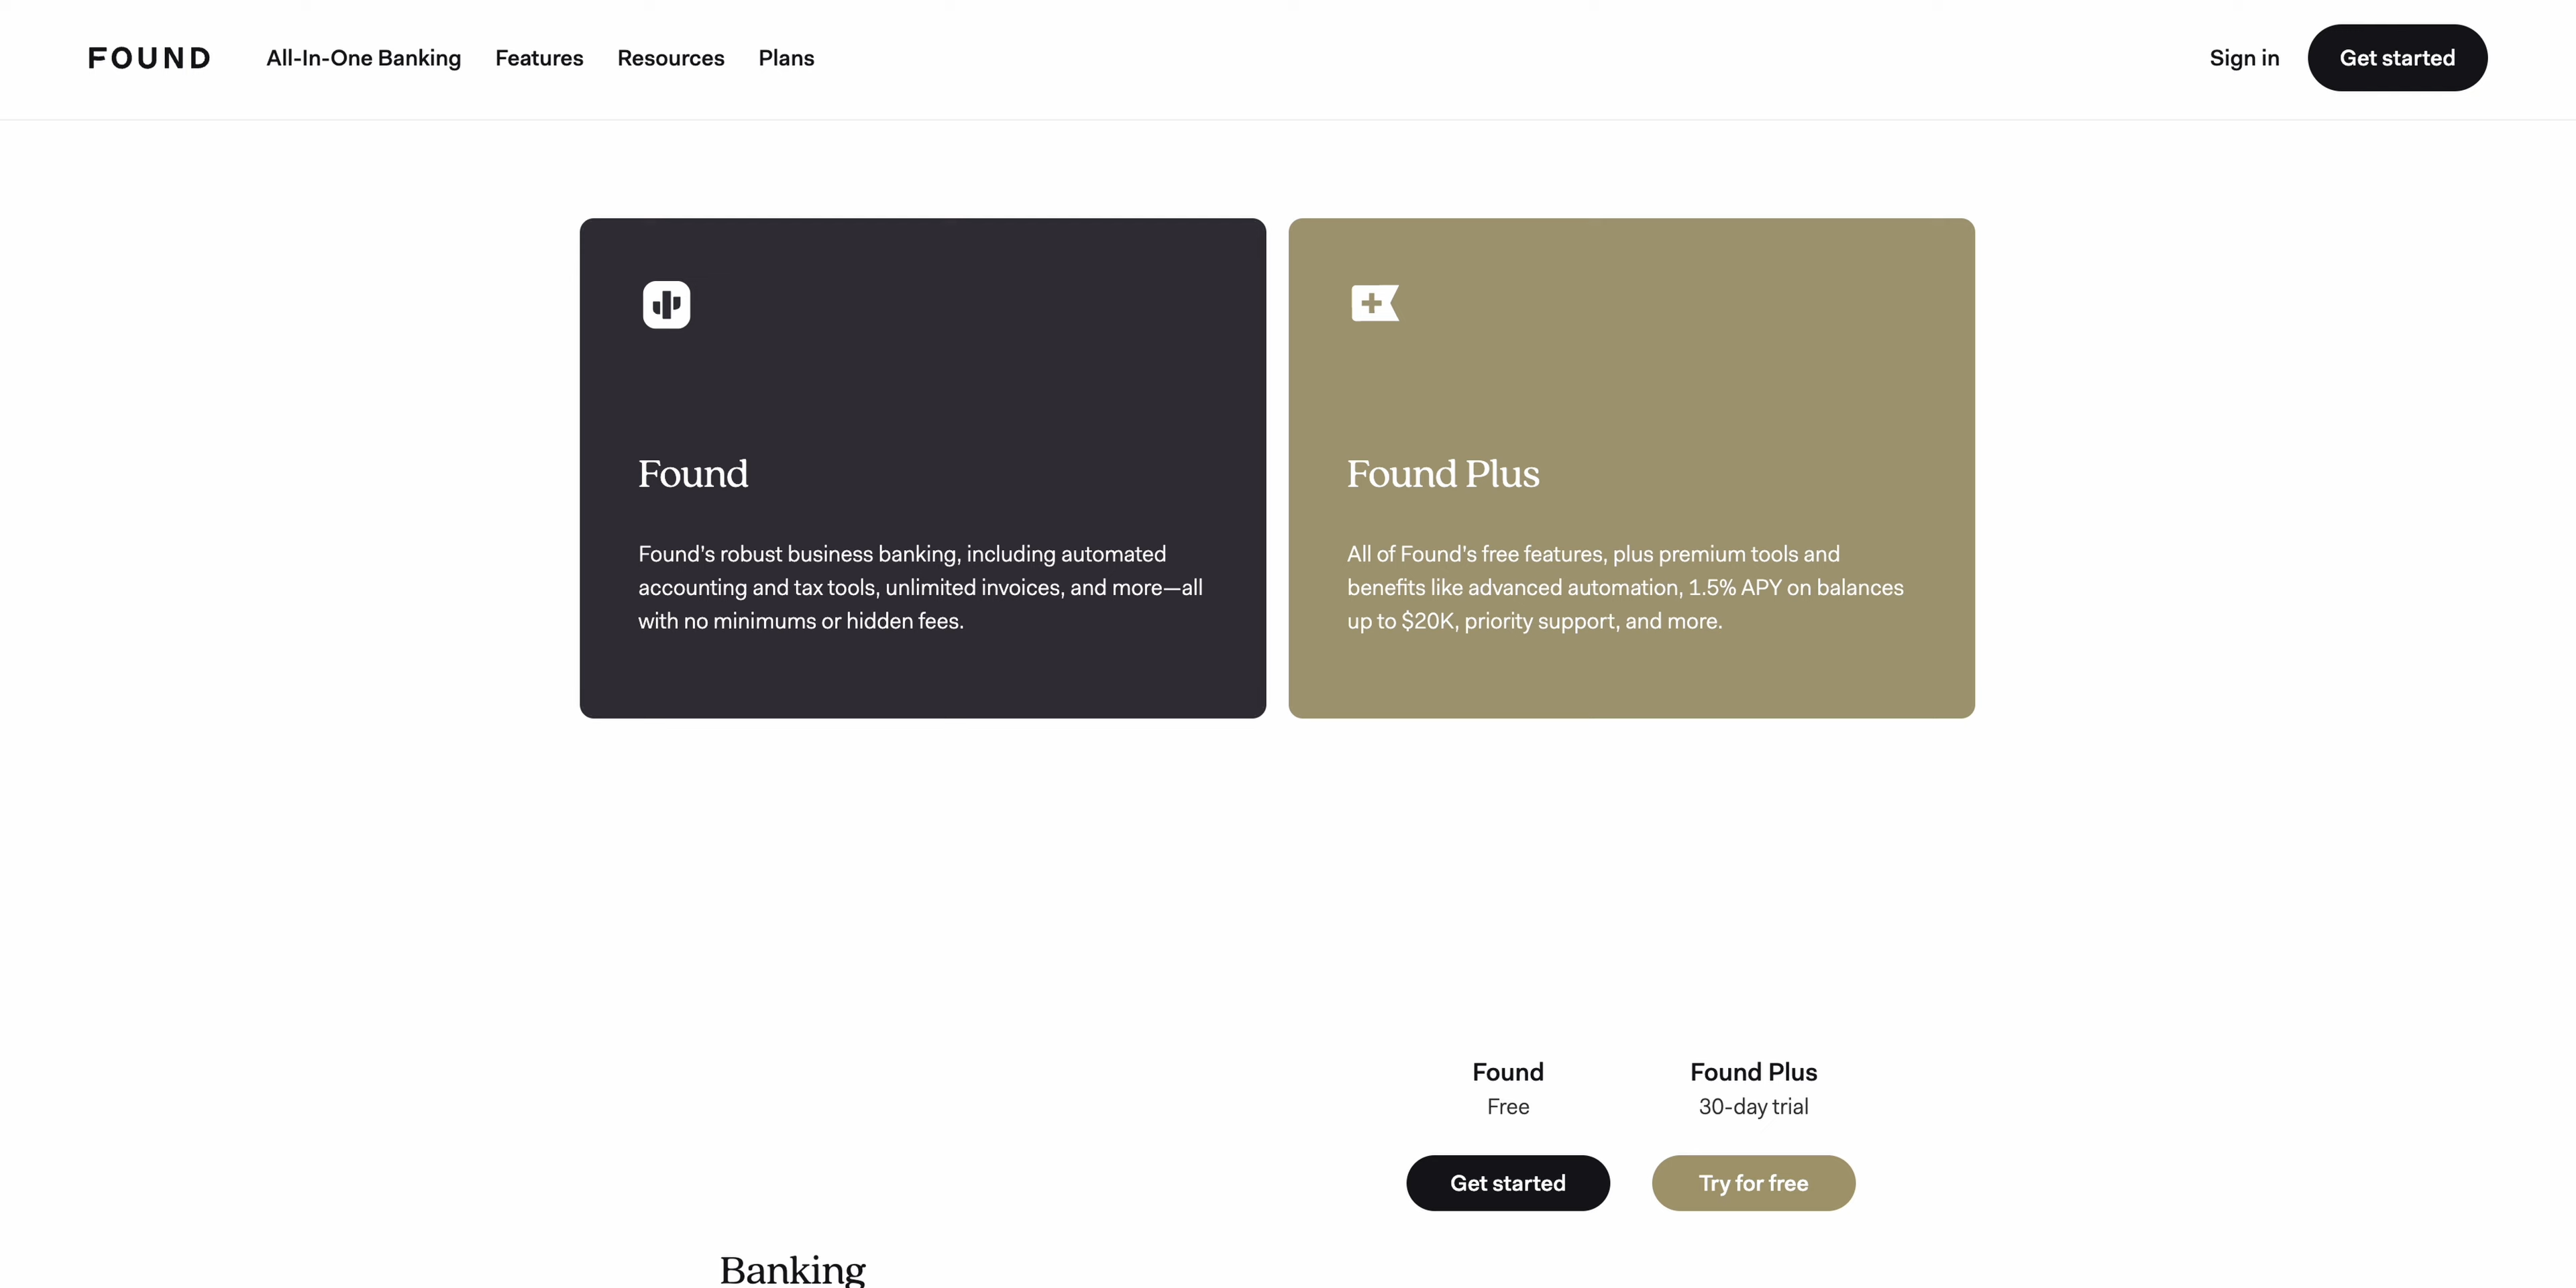 FOUND
All-In-One Banking
Features
Resources
Plans
Sign in
Get started
Found
Found’s robust business banking, including automated
accounting and tax tools, unlimited invoices, and more—all
with no minimums or hidden fees.
Found Plus
All of Found’s free features, plus premium tools and
benefits like advanced automation, 1.5% APY on balances
up to $20K, priority support, and more.
Found
Free
Get started
Found Plus
30-day trial
Try for free
Banking